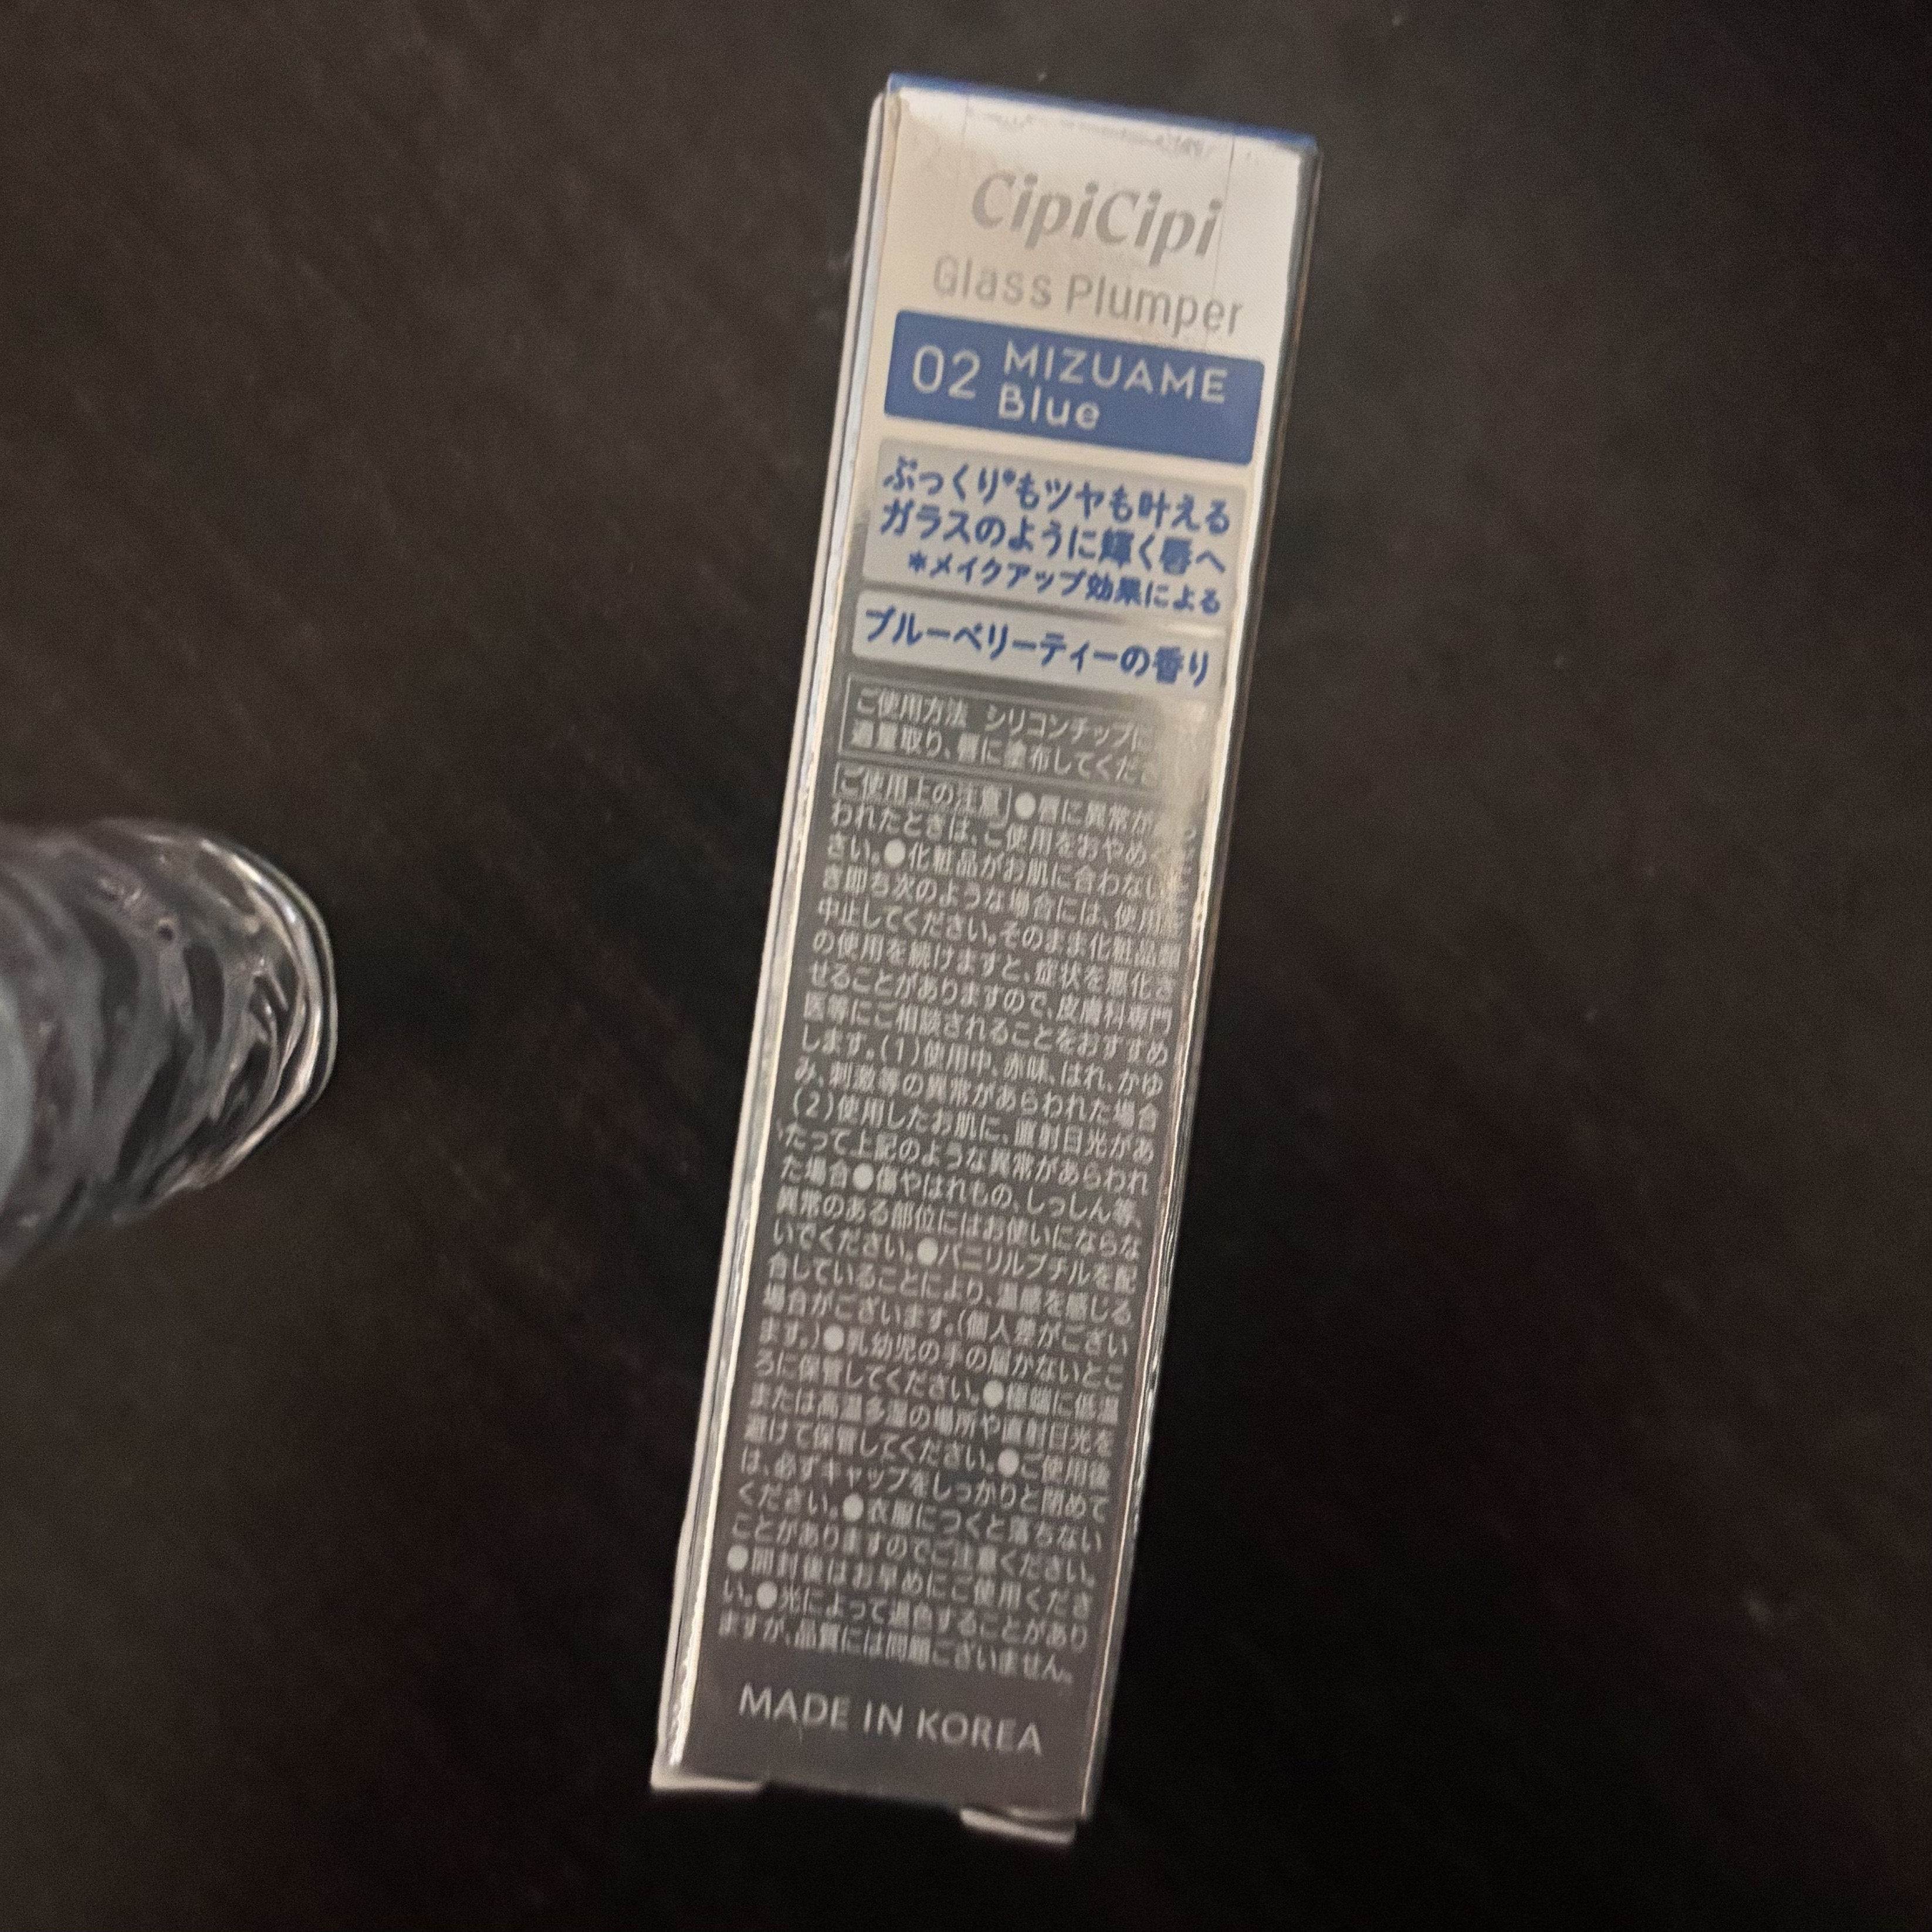 CipiCipi
Glass Plumper
02 MIZUAME
Blue
ぷっくり*もツヤも叶える
ガラスのように輝く唇へ
*メイクアップ効果による
ブルーベリーティーの香り
ご使用方法 シリコンチップに
適量取り、唇に塗布してくださ
ご使用上の注意 ●唇に異常が
われたときは、ご使用をおやめ
さい。●化粧品がお肌に合わない
き即ち次のような場合には、使用
中止してください。そのまま化粧品類
の使用を続けますと、症状を悪化さ
せることがありますので、皮膚科専門
医等にご相談されることをおすすめ
します。(1)使用中、赤味、はれ、かゆ
み、刺激等の異常があらわれた場合
(2)使用したお肌に、直射日光があ
たって上記のような異常があらわれ
た場合●傷やはれもの、しっしん等、
異常のある部位にはお使いにならな
いでください。●バニリルブチルを配
合していることにより、温感を感じる
場合がございます。(個人差がござい
ます。)●乳幼児の手の届かないとこ
ろに保管してください。●極端に低温
または高温多湿の場所や直射日光を
避けて保管してください。●ご使用後
は、必ずキャップをしっかりと閉めて
ください。●衣服につくと落ちない
ことがありますのでご注意ください。
●開封後はお早めにご使用くださ
い。●光によって退色することがあり
ますが、品質には問題ございません。
MADE IN KOREA